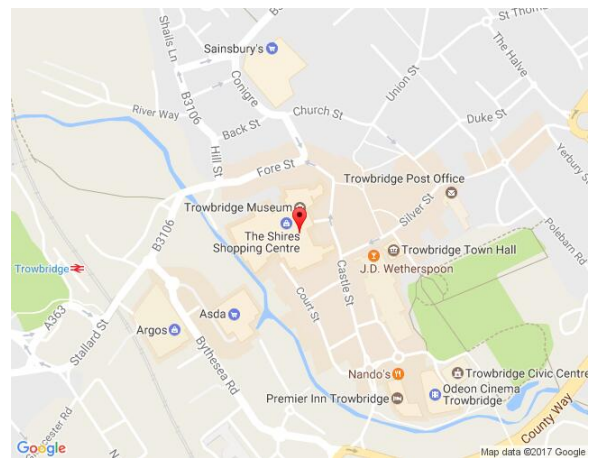 St Thoma
Shails Ln
Sainsbury's
The Halve
Union St
Conigre
B3106
River Way
Church St
Duke St
Back St
Hill St
Yerbury St
Fore St
Trowbridge Post Office
Trowbridge Museum
Silver St
Polebarn Rd
The Shires
Shopping Centre
B3106
Trowbridge Town Hall
J.D. Wetherspoon
Trowbridge
Castle St
Court St
A363
Asda
Argos
Stallard St
Bythesea Rd
Nando's
Trowbridge Civic Centre
Odeon Cinema
Trowbridge
Premier Inn Trowbridge
County Way
Google
Map data ©2017 Google